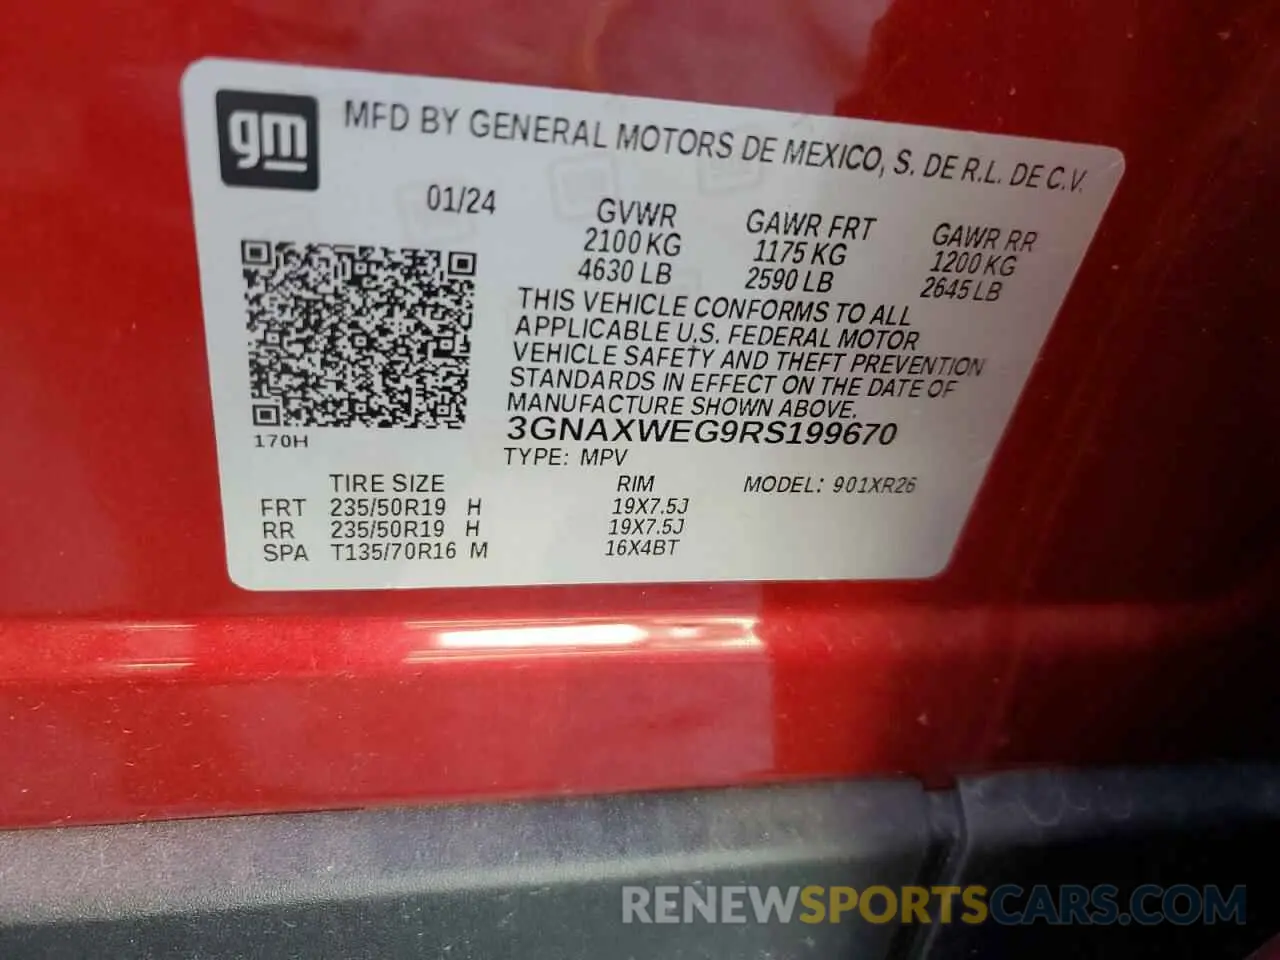 gm
MFD BY GENERAL MOTORS DE MEXICO, S. DE R.L. DE C.V.
01/24
GVWR GAWR FRT GAWR RR
2100 KG 1175 KG 1200 KG
4630 LB 2590 LB 2645 LB
THIS VEHICLE CONFORMS TO ALL
APPLICABLE U.S. FEDERAL MOTOR
VEHICLE SAFETY AND THEFT PREVENTION
STANDARDS IN EFFECT ON THE DATE OF
MANUFACTURE SHOWN ABOVE.
170H
3GNAXWEG9RS199670
TYPE: MPV
TIRE SIZE RIM MODEL: 901XR26
FRT 235/50R19 H 19X7.5J
RR 235/50R19 H 19X7.5J
SPA T135/70R16 M 16X4BT
RENEWSPORTSCARS.COM